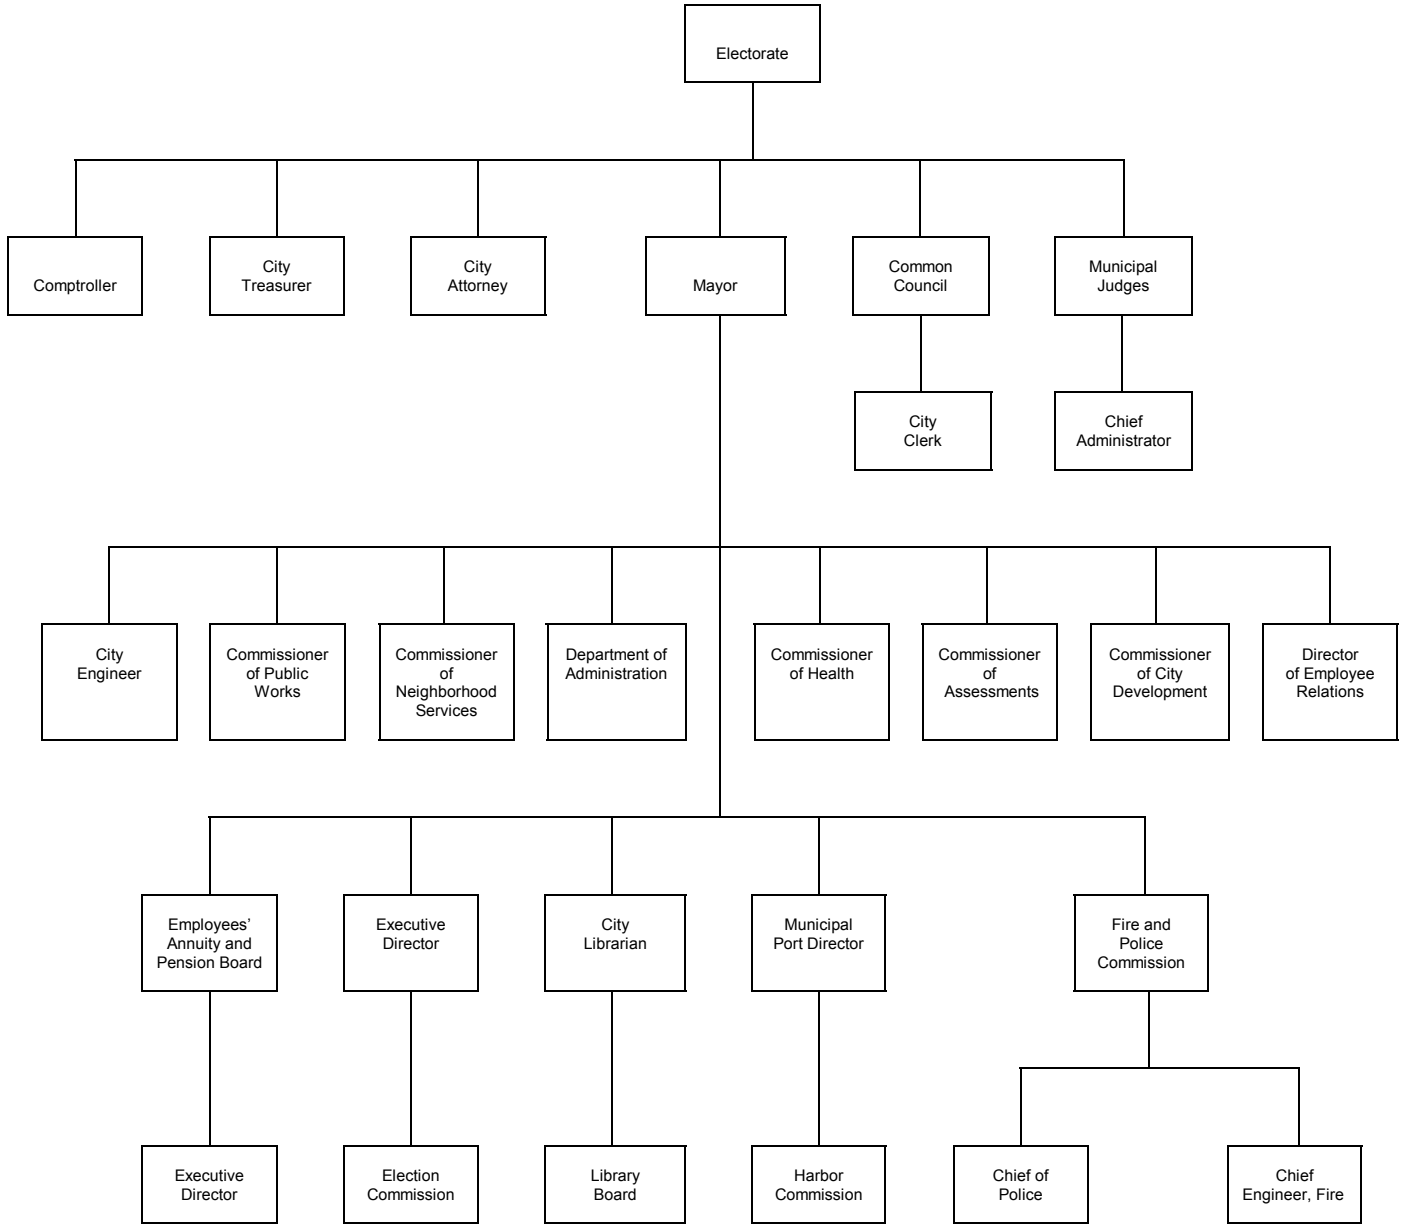 Electorate
Comptroller
City
Treasurer
City
Attorney
Mayor
Common
Council
Municipal
Judges
City
Clerk
Chief
Administrator
City
Engineer
Commissioner
of Public
Works
Commissioner
of
Neighborhood
Services
Department of
Administration
Commissioner
of Health
Commissioner
of
Assessments
Commissioner
of City
Development
Director
of Employee
Relations
Employees’
Annuity and
Pension Board
Executive
Director
City
Librarian
Municipal
Port Director
Fire and
Police
Commission
Executive
Director
Election
Commission
Library
Board
Harbor
Commission
Chief of
Police
Chief
Engineer, Fire